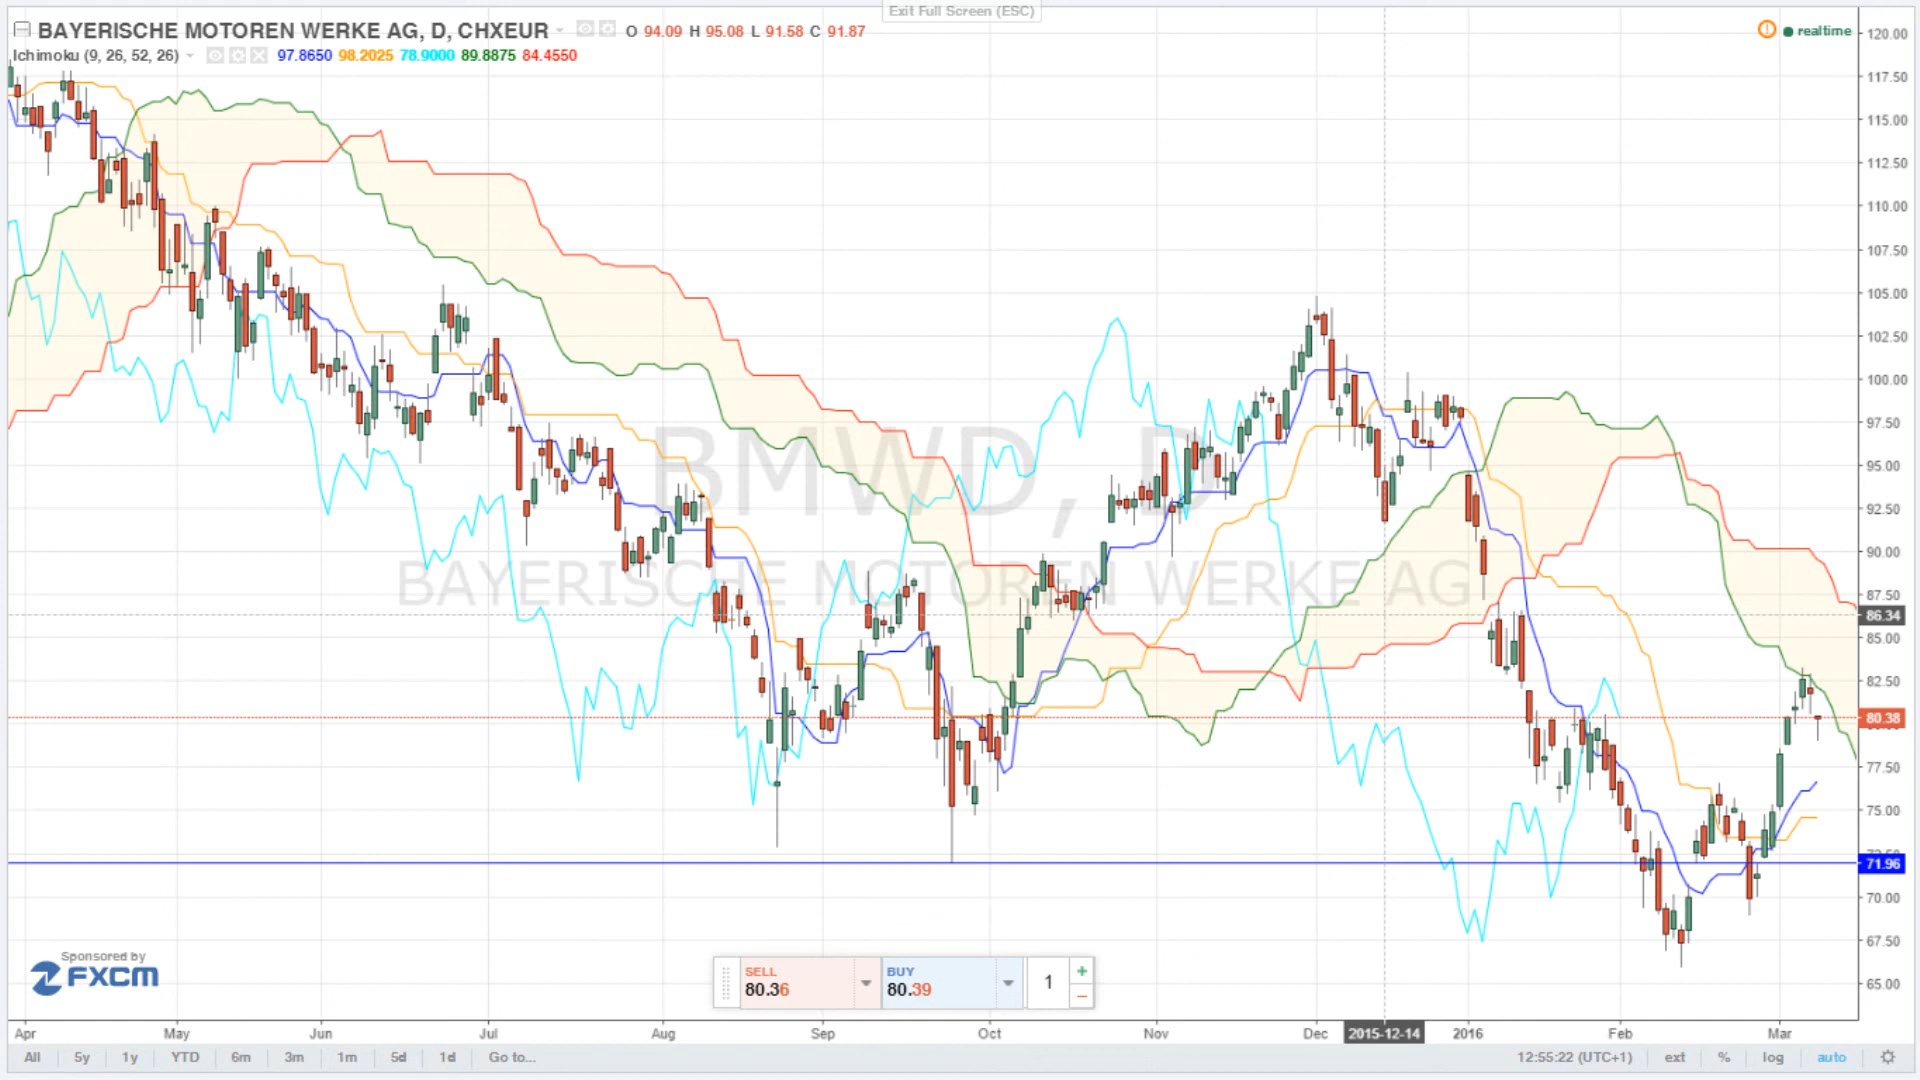 Exit Full Screen (ESC)
BAYERISCHE MOTOREN WERKE AG, D, CHXEUR
O 94.09 H 95.08 L 91.58 C 91.87
realtime
Ichimoku (9, 26, 52, 26)
97.8650 98.2025 78.9000 89.8875 84.4550
120.00
117.50
115.00
112.50
110.00
107.50
105.00
102.50
100.00
97.50
95.00
92.50
90.00
87.50
86.34
85.00
82.50
80.38
77.50
75.00
71.96
70.00
67.50
65.00
BMWD, D
BAYERISCHE MOTOREN WERKE AG
Sponsored by
FXCM
SELL
80.36
BUY
80.39
1
+
−
Apr May Jun Jul Aug Sep Oct Nov Dec 2015-12-14 2016 Feb Mar
All 5y 1y YTD 6m 3m 1m 5d 1d Go to...
12:55:22 (UTC+1) ext % log auto